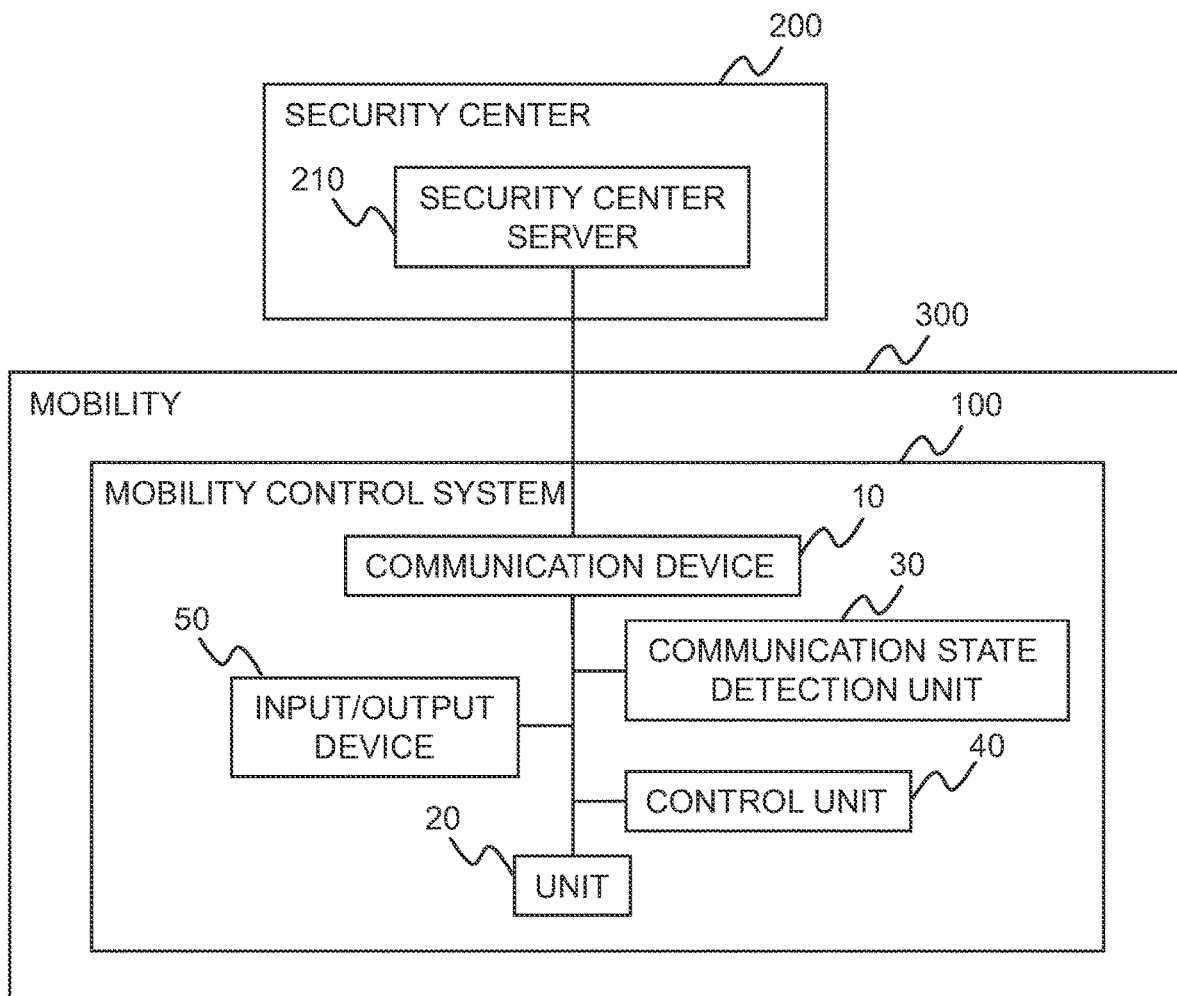 200
SECURITY CENTER
210
SECURITY CENTER
SERVER
300
MOBILITY
100
MOBILITY CONTROL SYSTEM
10
COMMUNICATION DEVICE
30
50
COMMUNICATION STATE
DETECTION UNIT
INPUT/OUTPUT
DEVICE
40
CONTROL UNIT
20
UNIT